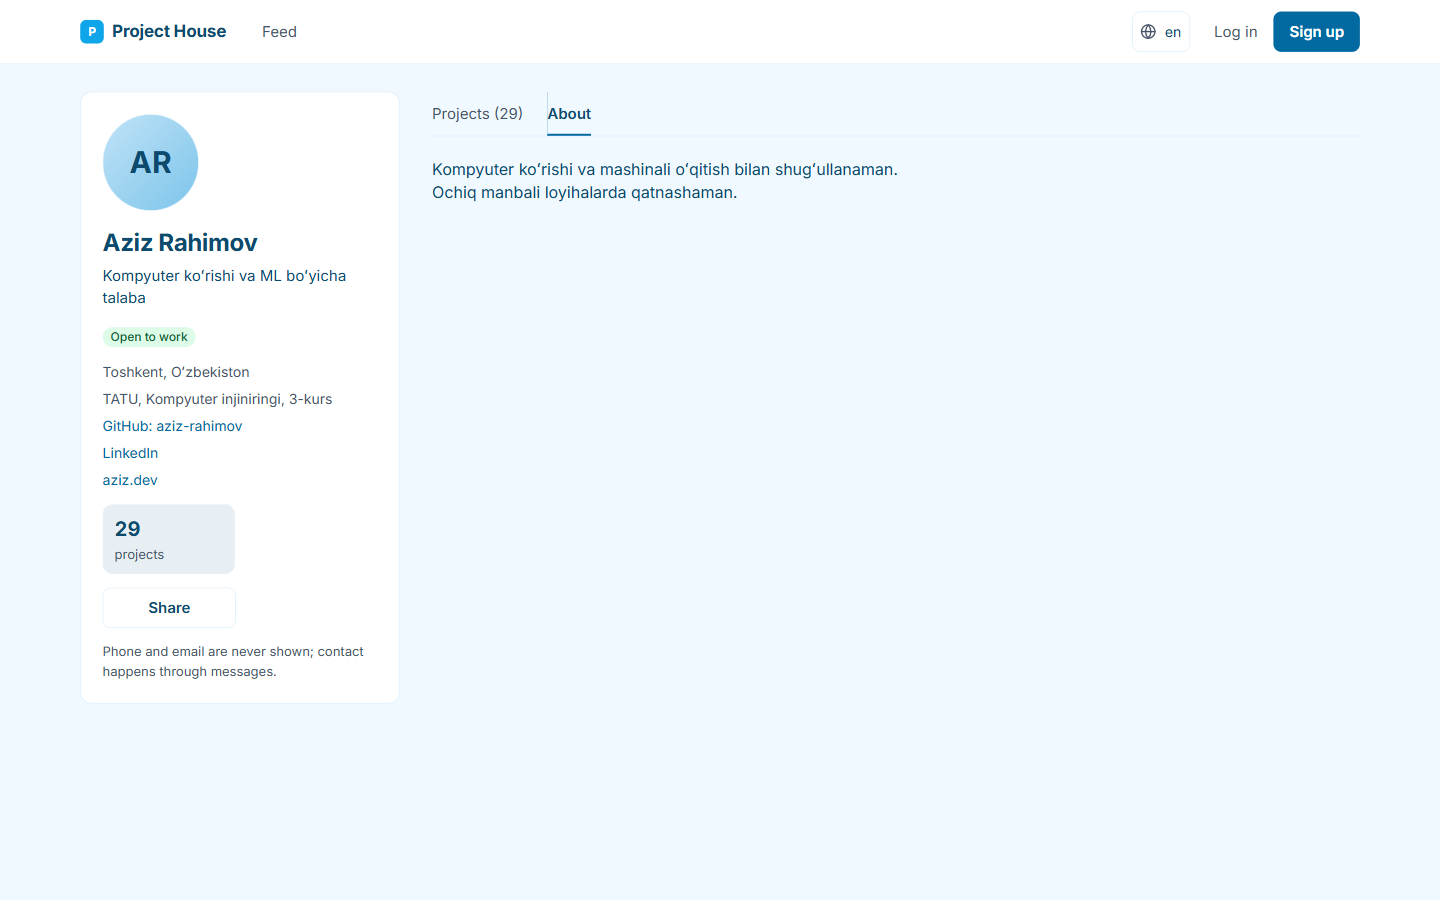 P Project House Feed en Log in Sign up
AR
Aziz Rahimov
Kompyuter koʻrishi va ML boʻyicha
talaba
Open to work
Toshkent, Oʻzbekiston
TATU, Kompyuter injiniringi, 3-kurs
GitHub: aziz-rahimov
LinkedIn
aziz.dev
29
projects
Share
Phone and email are never shown; contact
happens through messages.
Projects (29) About
Kompyuter koʻrishi va mashinali oʻqitish bilan shugʻullanaman.
Ochiq manbali loyihalarda qatnashaman.